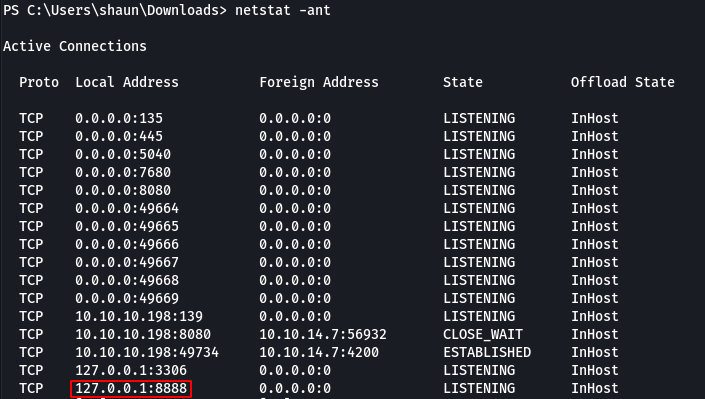 PS C:\Users\shaun\Downloads> netstat -ant
Active Connections
Proto Local Address Foreign Address State Offload State
TCP 0.0.0.0:135 0.0.0.0:0 LISTENING InHost
TCP 0.0.0.0:445 0.0.0.0:0 LISTENING InHost
TCP 0.0.0.0:5040 0.0.0.0:0 LISTENING InHost
TCP 0.0.0.0:7680 0.0.0.0:0 LISTENING InHost
TCP 0.0.0.0:8080 0.0.0.0:0 LISTENING InHost
TCP 0.0.0.0:49664 0.0.0.0:0 LISTENING InHost
TCP 0.0.0.0:49665 0.0.0.0:0 LISTENING InHost
TCP 0.0.0.0:49666 0.0.0.0:0 LISTENING InHost
TCP 0.0.0.0:49667 0.0.0.0:0 LISTENING InHost
TCP 0.0.0.0:49668 0.0.0.0:0 LISTENING InHost
TCP 0.0.0.0:49669 0.0.0.0:0 LISTENING InHost
TCP 10.10.10.198:139 0.0.0.0:0 LISTENING InHost
TCP 10.10.10.198:8080 10.10.14.7:56932 CLOSE_WAIT InHost
TCP 10.10.10.198:49734 10.10.14.7:4200 ESTABLISHED InHost
TCP 127.0.0.1:3306 0.0.0.0:0 LISTENING InHost
TCP 127.0.0.1:8888 0.0.0.0:0 LISTENING InHost